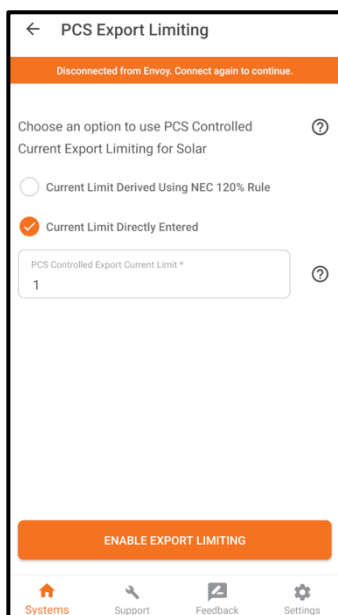 PCS Export Limiting
Disconnected from Envoy. Connect again to continue.
Choose an option to use PCS Controlled
Current Export Limiting for Solar
Current Limit Derived Using NEC 120% Rule
Current Limit Directly Entered
PCS Controlled Export Current Limit *
1
ENABLE EXPORT LIMITING
Systems Support Feedback Settings